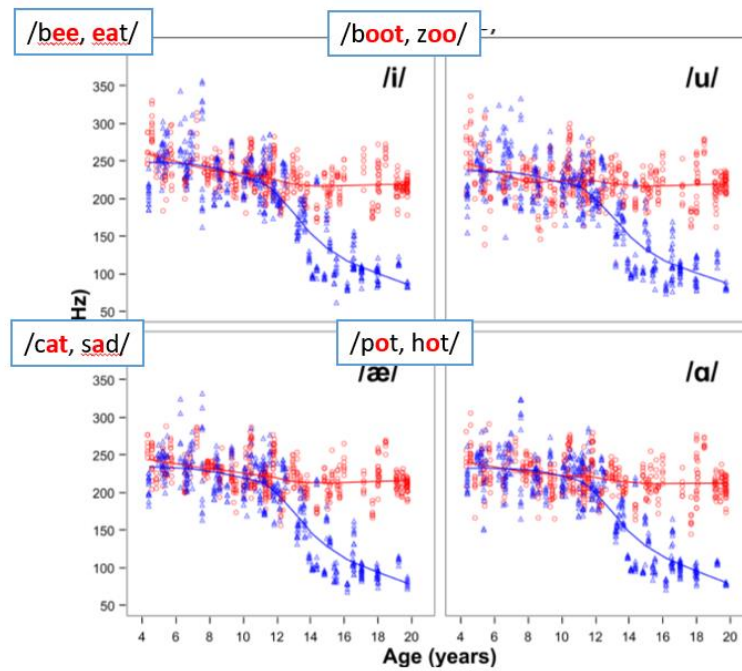 /bee, eat/
/boot, zoo/
/i/
/u/
350
300
250
200
150
100
50
Hz)
/cat, sad/
/pot, hot/
/æ/
/ɑ/
350
300
250
200
150
100
50
4 6 8 10 12 14 16 18 20
4 6 8 10 12 14 16 18 20
Age (years)